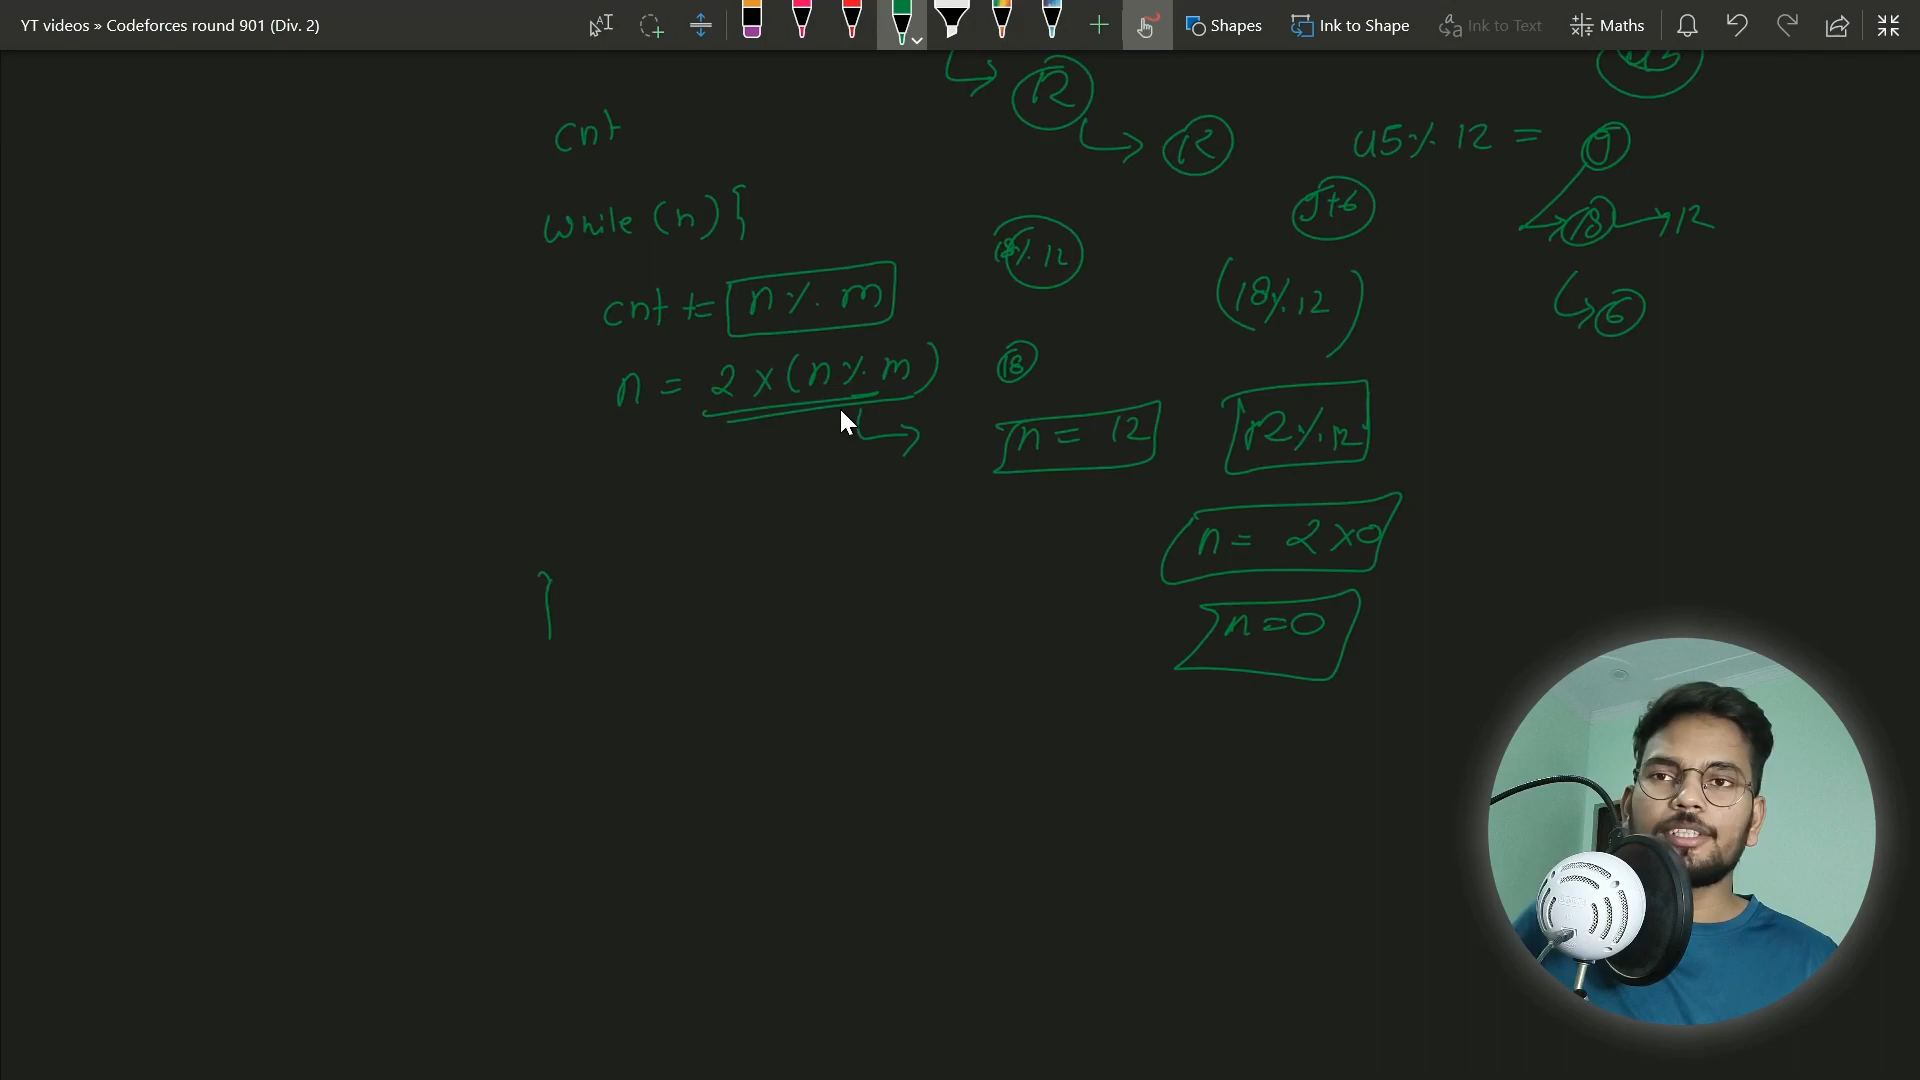 YT videos » Codeforces round 901 (Div. 2)
Shapes
Ink to Shape
Ink to Text
Maths
12
cnt
12
45 % 12 = 9
while (n) {
18 % 12
9+6
18 → 12
cnt += n % m
(18 % 12)
6
n = 2 x (n % m)
18
n = 12
12 % 12
n = 2 x 0
}
n = 0